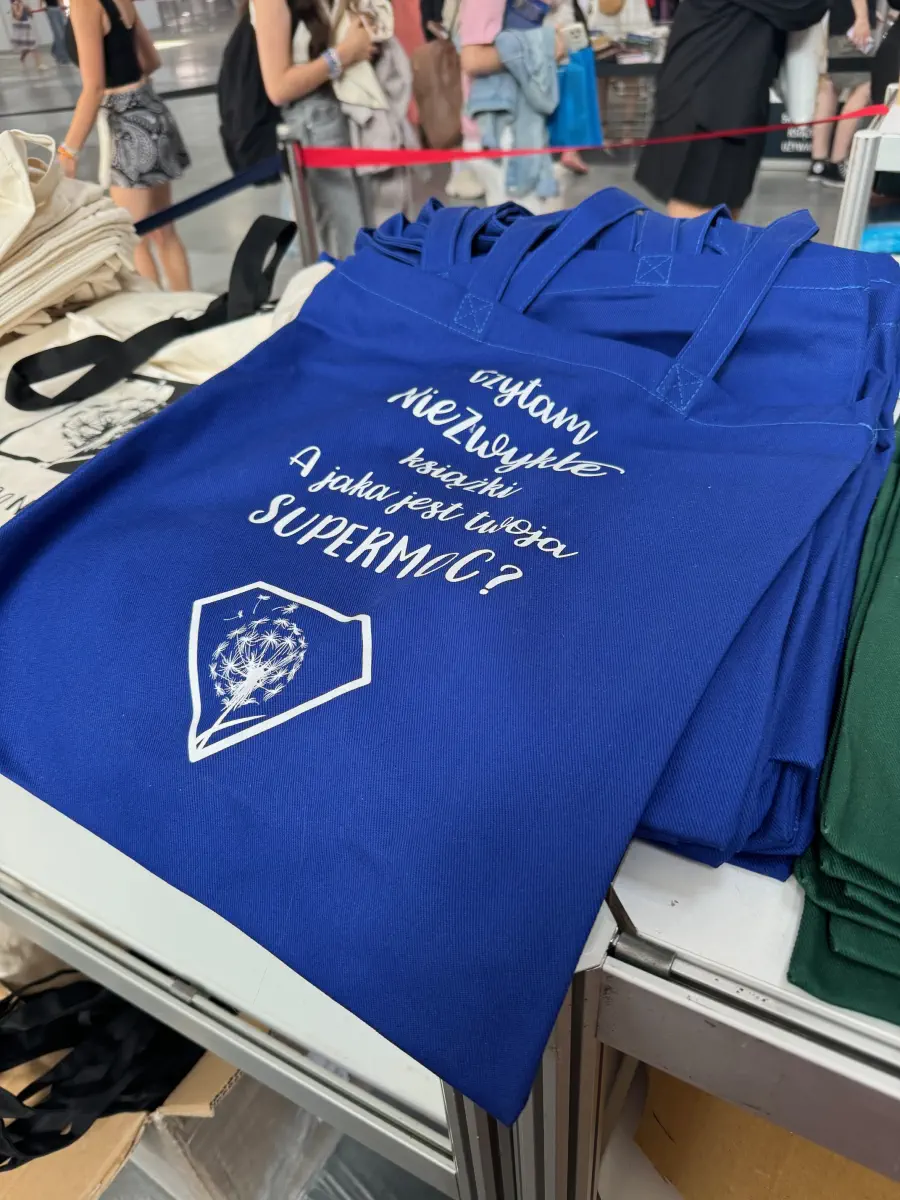 czytam
NIEZwykłe
książki
A jaka jest twoja
SUPERMOC?